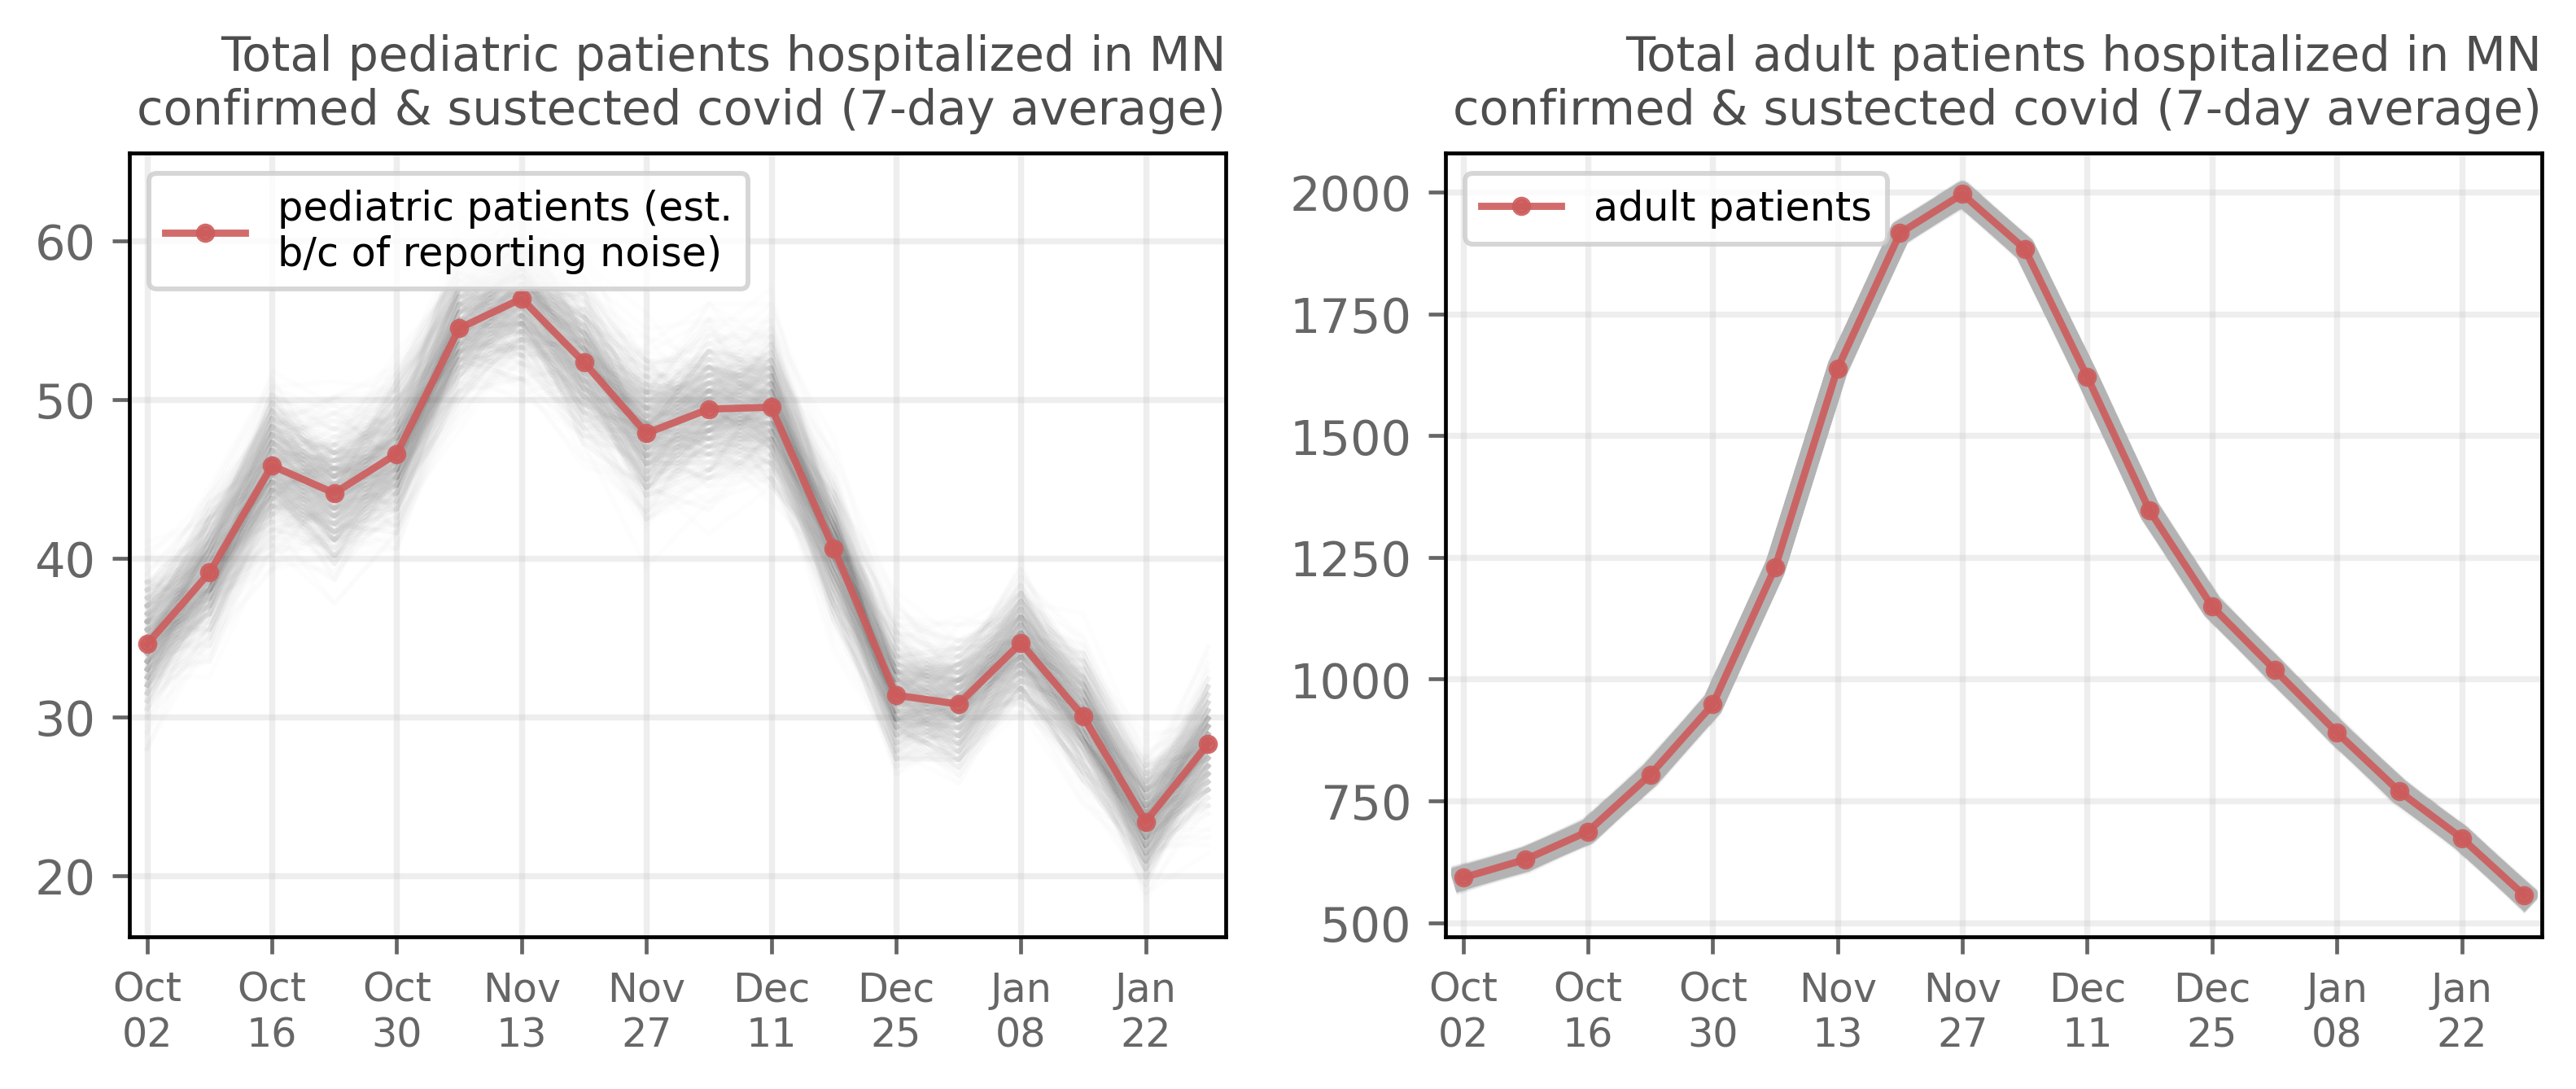 Total pediatric patients hospitalized in MN
confirmed & sustected covid (7-day average)
pediatric patients (est.
b/c of reporting noise)
60
50
40
30
20
Oct 02
Oct 16
Oct 30
Nov 13
Nov 27
Dec 11
Dec 25
Jan 08
Jan 22
Total adult patients hospitalized in MN
confirmed & sustected covid (7-day average)
adult patients
2000
1750
1500
1250
1000
750
500
Oct 02
Oct 16
Oct 30
Nov 13
Nov 27
Dec 11
Dec 25
Jan 08
Jan 22